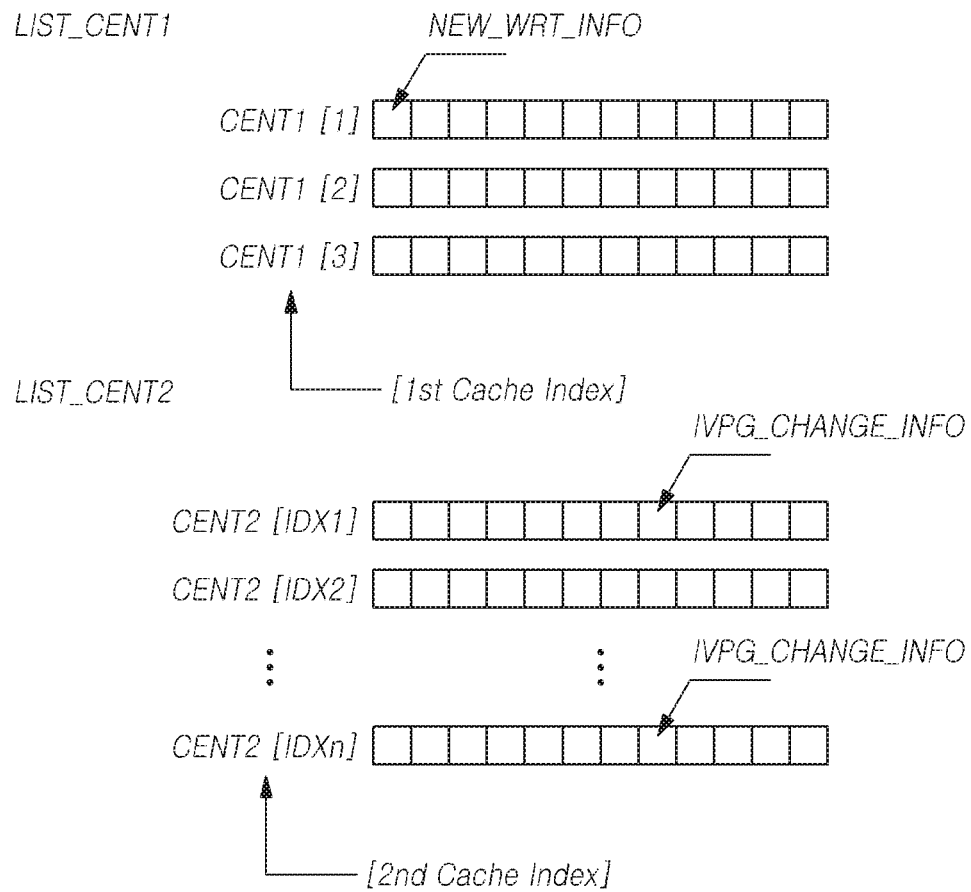 LIST_CENT1 NEW_WRT_INFO
CENT1 [1]
CENT1 [2]
CENT1 [3]
[1st Cache Index]
LIST_CENT2
IVPG_CHANGE_INFO
CENT2 [IDX1]
CENT2 [IDX2]
IVPG_CHANGE_INFO
CENT2 [IDXn]
[2nd Cache Index]